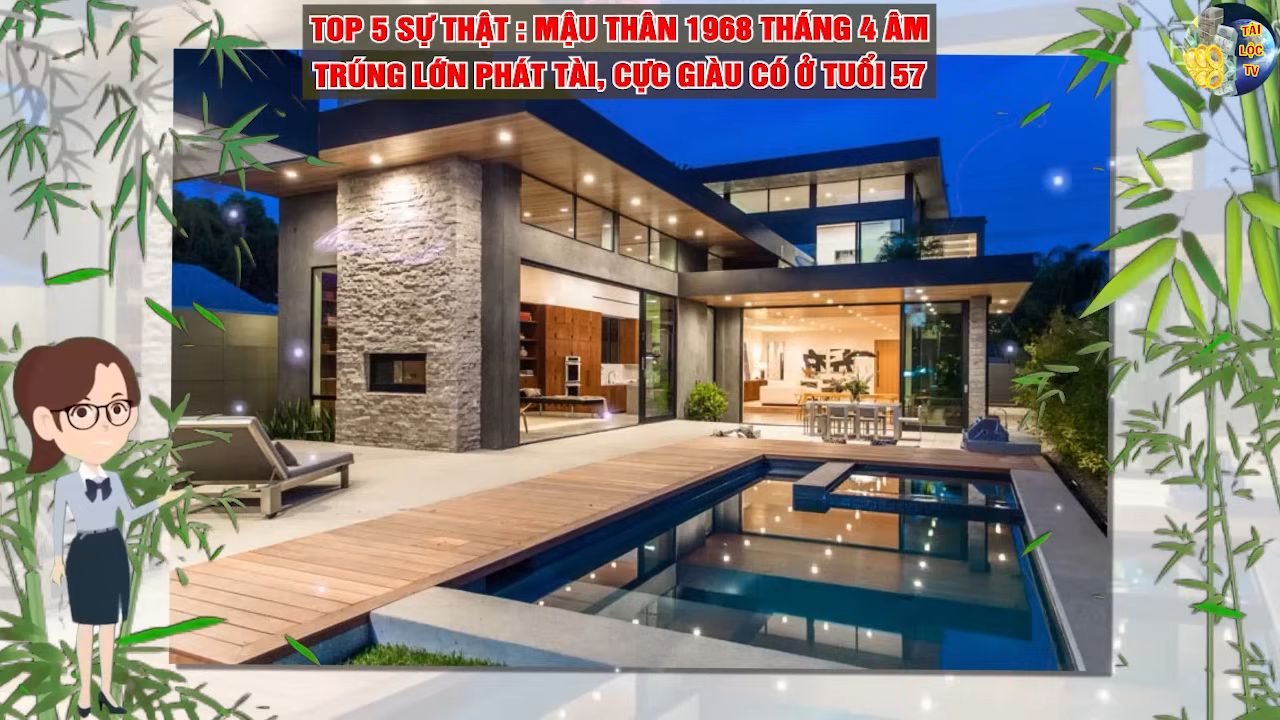 TOP 5 SỰ THẬT : MẬU THÂN 1968 THÁNG 4 ÂM
TRÚNG LỚN PHÁT TÀI, CỰC GIÀU CÓ Ở TUỔI 57
TÀI
LỘC
TV